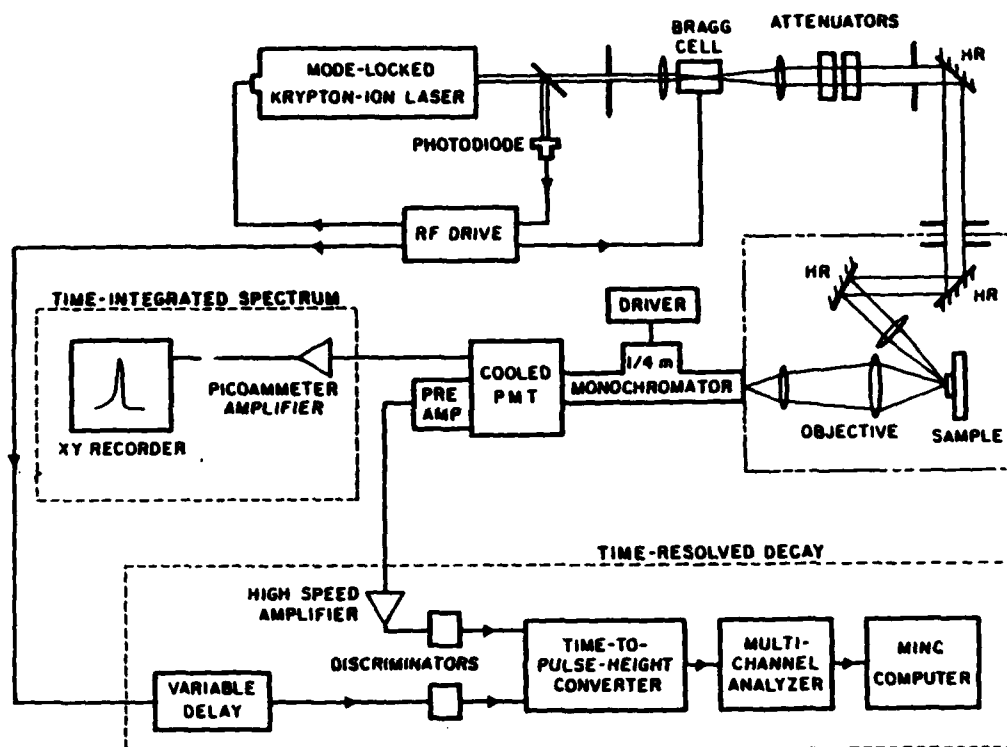 BRAGG
CELL
ATTENUATORS
HR
MODE-LOCKED
KRYPTON-ION LASER
PHOTODIODE
RF DRIVE
HR
HR
TIME-INTEGRATED SPECTRUM
DRIVER
1/4 m
MONOCHROMATOR
COOLED
PMT
PRE
AMP
PICOAMMETER
AMPLIFIER
XY RECORDER
OBJECTIVE
SAMPLE
TIME-RESOLVED DECAY
HIGH SPEED
AMPLIFIER
DISCRIMINATORS
TIME-TO-
PULSE-HEIGHT
CONVERTER
MULTI-
CHANNEL
ANALYZER
MINC
COMPUTER
VARIABLE
DELAY